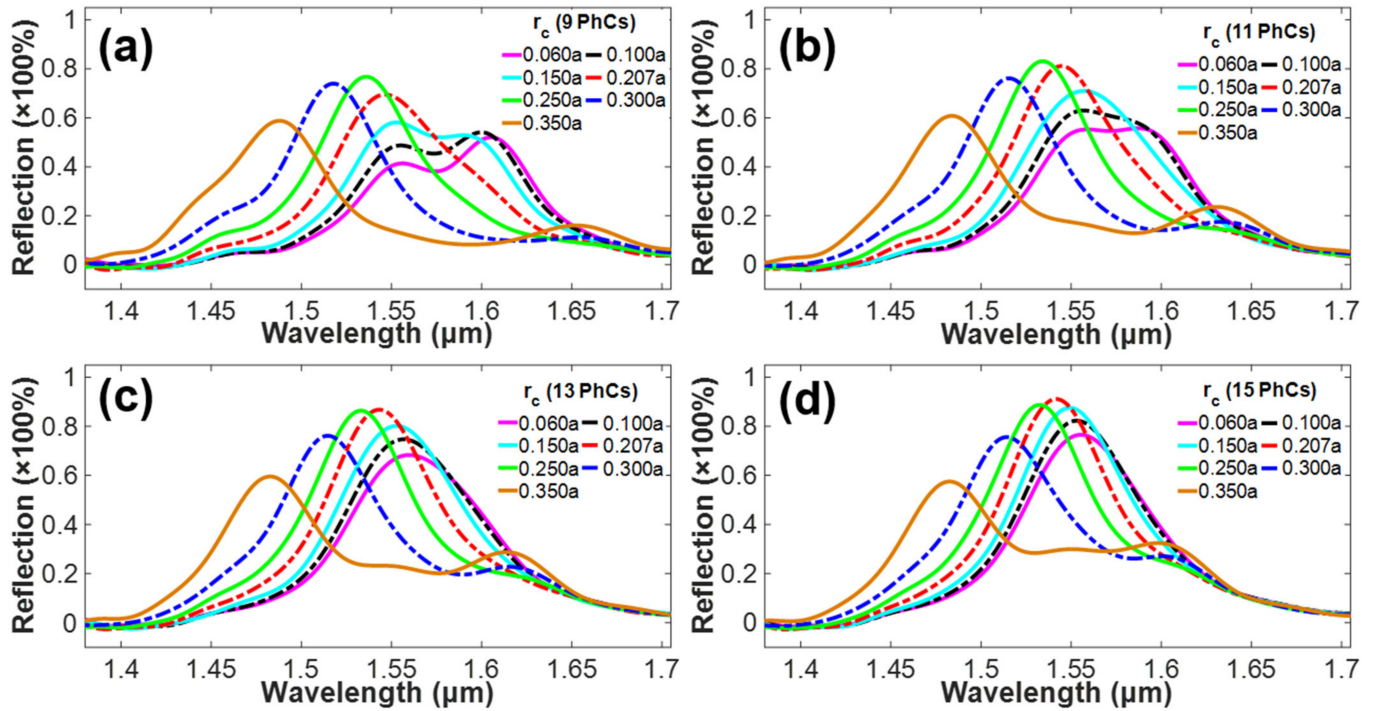 (a)
r_c (9 PhCs)
0.060a 0.100a
0.150a 0.207a
0.250a 0.300a
0.350a
Reflection (×100%)
1
0.8
0.6
0.4
0.2
0
1.4 1.45 1.5 1.55 1.6 1.65 1.7
Wavelength (µm)
(b)
r_c (11 PhCs)
0.060a 0.100a
0.150a 0.207a
0.250a 0.300a
0.350a
Reflection (×100%)
1
0.8
0.6
0.4
0.2
0
1.4 1.45 1.5 1.55 1.6 1.65 1.7
Wavelength (µm)
(c)
r_c (13 PhCs)
0.060a 0.100a
0.150a 0.207a
0.250a 0.300a
0.350a
Reflection (×100%)
1
0.8
0.6
0.4
0.2
0
1.4 1.45 1.5 1.55 1.6 1.65 1.7
Wavelength (µm)
(d)
r_c (15 PhCs)
0.060a 0.100a
0.150a 0.207a
0.250a 0.300a
0.350a
Reflection (×100%)
1
0.8
0.6
0.4
0.2
0
1.4 1.45 1.5 1.55 1.6 1.65 1.7
Wavelength (µm)